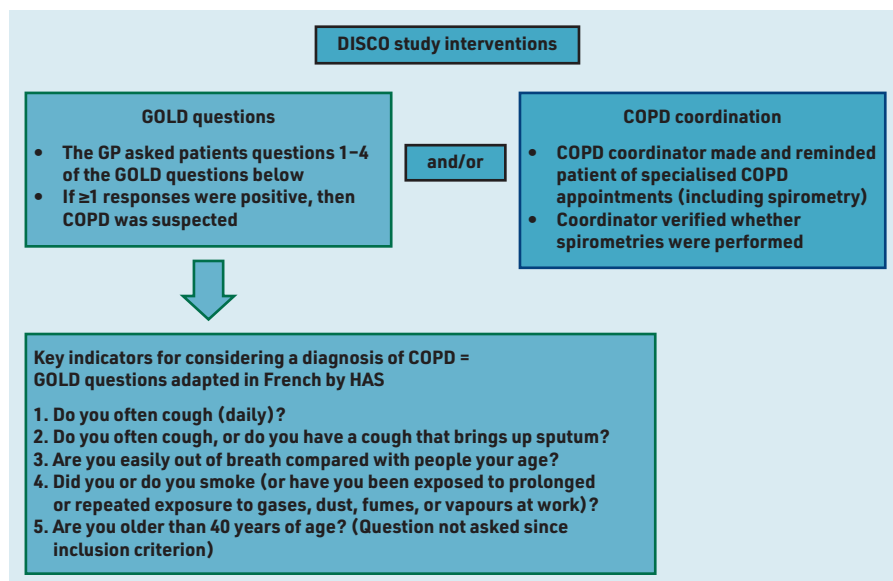 DISCO study interventions
GOLD questions
• The GP asked patients questions 1–4
of the GOLD questions below
• If ≥1 responses were positive, then
COPD was suspected
and/or
COPD coordination
• COPD coordinator made and reminded
patient of specialised COPD
appointments (including spirometry)
• Coordinator verified whether
spirometries were performed
Key indicators for considering a diagnosis of COPD =
GOLD questions adapted in French by HAS
1. Do you often cough (daily)?
2. Do you often cough, or do you have a cough that brings up sputum?
3. Are you easily out of breath compared with people your age?
4. Did you or do you smoke (or have you been exposed to prolonged
or repeated exposure to gases, dust, fumes, or vapours at work)?
5. Are you older than 40 years of age? (Question not asked since
inclusion criterion)